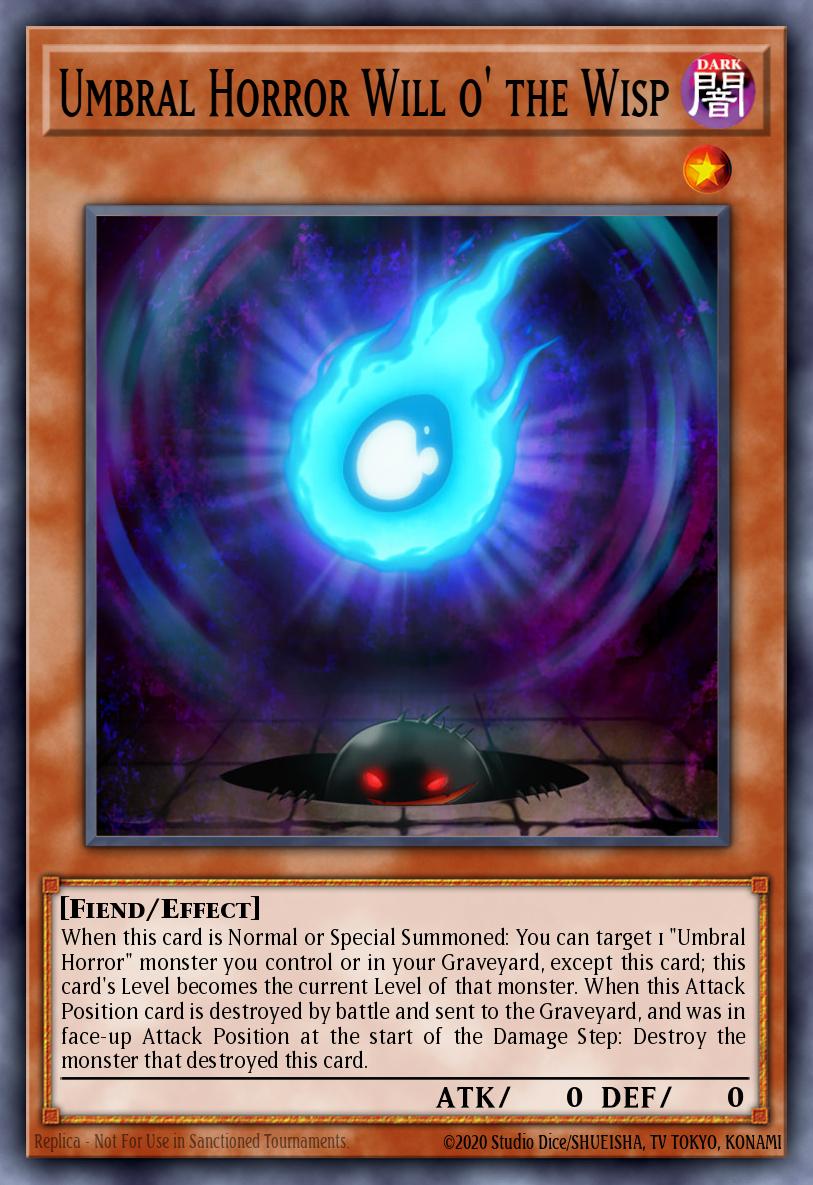 Umbral Horror Will o' the Wisp
DARK
闇
[Fiend/Effect]
When this card is Normal or Special Summoned: You can target 1 "Umbral
Horror" monster you control or in your Graveyard, except this card; this
card's Level becomes the current Level of that monster. When this Attack
Position card is destroyed by battle and sent to the Graveyard, and was in
face-up Attack Position at the start of the Damage Step: Destroy the
monster that destroyed this card.
ATK/ 0 DEF/ 0
Replica - Not For Use in Sanctioned Tournaments.
©2020 Studio Dice/SHUEISHA, TV TOKYO, KONAMI